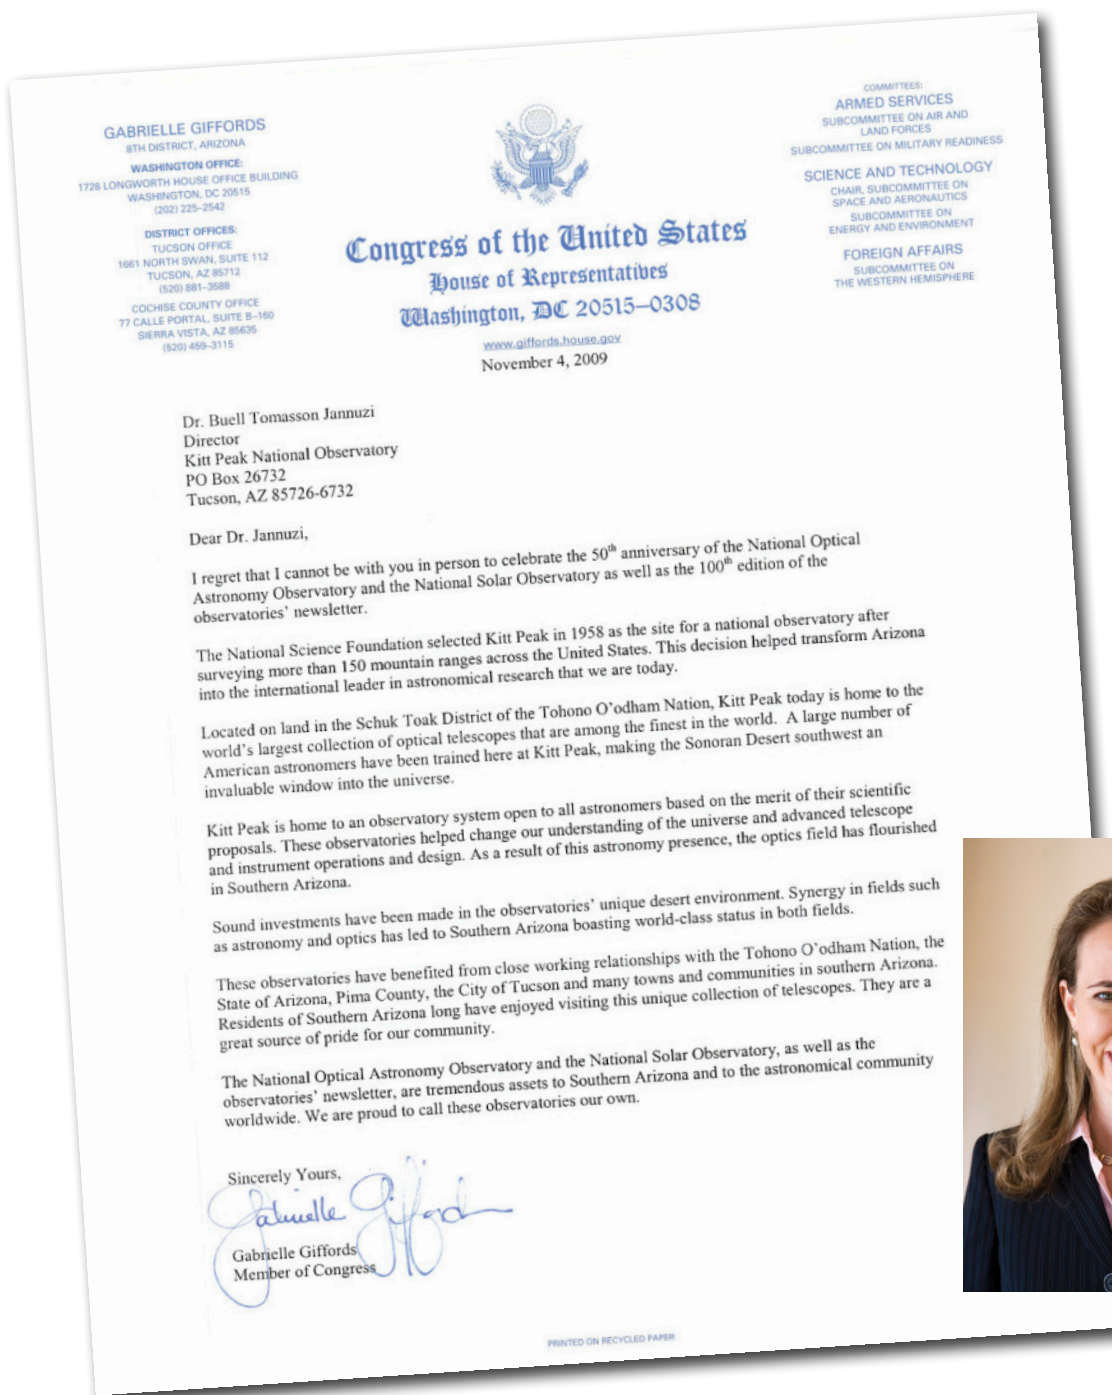 GABRIELLE GIFFORDS
8TH DISTRICT, ARIZONA
WASHINGTON OFFICE:
1728 LONGWORTH HOUSE OFFICE BUILDING
WASHINGTON, DC 20515
(202) 225–2542
DISTRICT OFFICES:
TUCSON OFFICE
1661 NORTH SWAN, SUITE 112
TUCSON, AZ 85712
(520) 881–3588
COCHISE COUNTY OFFICE
77 CALLE PORTAL, SUITE B–160
SIERRA VISTA, AZ 85635
(520) 459–3115
Congress of the United States
House of Representatives
Washington, DC 20515–0308
www.giffords.house.gov
November 4, 2009
COMMITTEES:
ARMED SERVICES
SUBCOMMITTEE ON AIR AND
LAND FORCES
SUBCOMMITTEE ON MILITARY READINESS
SCIENCE AND TECHNOLOGY
CHAIR, SUBCOMMITTEE ON
SPACE AND AERONAUTICS
SUBCOMMITTEE ON
ENERGY AND ENVIRONMENT
FOREIGN AFFAIRS
SUBCOMMITTEE ON
THE WESTERN HEMISPHERE
Dr. Buell Tomasson Jannuzi
Director
Kitt Peak National Observatory
PO Box 26732
Tucson, AZ 85726-6732
Dear Dr. Jannuzi,
I regret that I cannot be with you in person to celebrate the 50th anniversary of the National Optical
Astronomy Observatory and the National Solar Observatory as well as the 100th edition of the
observatories' newsletter.
The National Science Foundation selected Kitt Peak in 1958 as the site for a national observatory after
surveying more than 150 mountain ranges across the United States. This decision helped transform Arizona
into the international leader in astronomical research that we are today.
Located on land in the Schuk Toak District of the Tohono O'odham Nation, Kitt Peak today is home to the
world's largest collection of optical telescopes that are among the finest in the world. A large number of
American astronomers have been trained here at Kitt Peak, making the Sonoran Desert southwest an
invaluable window into the universe.
Kitt Peak is home to an observatory system open to all astronomers based on the merit of their scientific
proposals. These observatories helped change our understanding of the universe and advanced telescope
and instrument operations and design. As a result of this astronomy presence, the optics field has flourished
in Southern Arizona.
Sound investments have been made in the observatories' unique desert environment. Synergy in fields such
as astronomy and optics has led to Southern Arizona boasting world-class status in both fields.
These observatories have benefited from close working relationships with the Tohono O'odham Nation, the
State of Arizona, Pima County, the City of Tucson and many towns and communities in southern Arizona.
Residents of Southern Arizona long have enjoyed visiting this unique collection of telescopes. They are a
great source of pride for our community.
The National Optical Astronomy Observatory and the National Solar Observatory, as well as the
observatories' newsletter, are tremendous assets to Southern Arizona and to the astronomical community
worldwide. We are proud to call these observatories our own.
Sincerely Yours,
Gabrielle Giffords
Gabrielle Giffords
Member of Congress
PRINTED ON RECYCLED PAPER